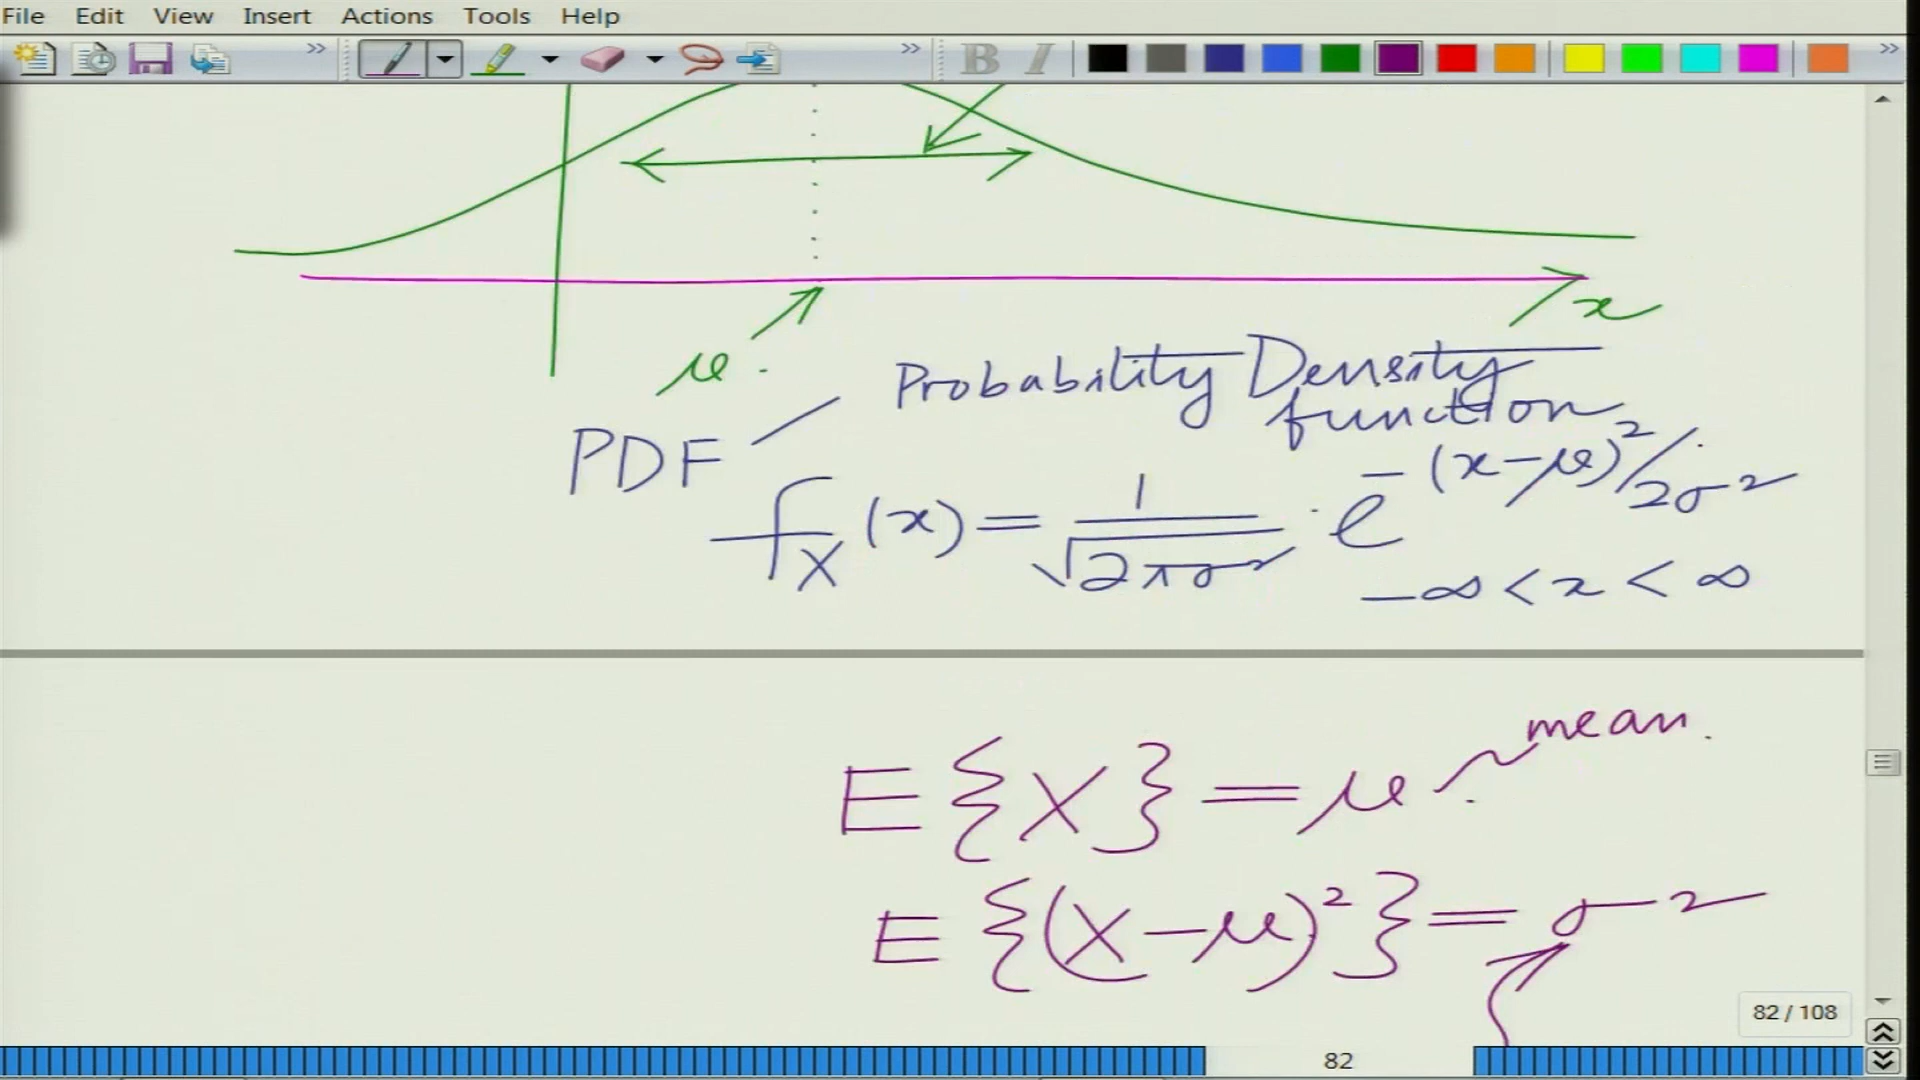 File Edit View Insert Actions Tools Help
B I
x
μ
Probability Density
function
PDF
f_X(x) = 1/√(2πσ²) · e^(-(x-μ)²/2σ²)
-∞ < x < ∞
mean.
E{X} = μ
E{(X-μ)²} = σ²
82 / 108
82